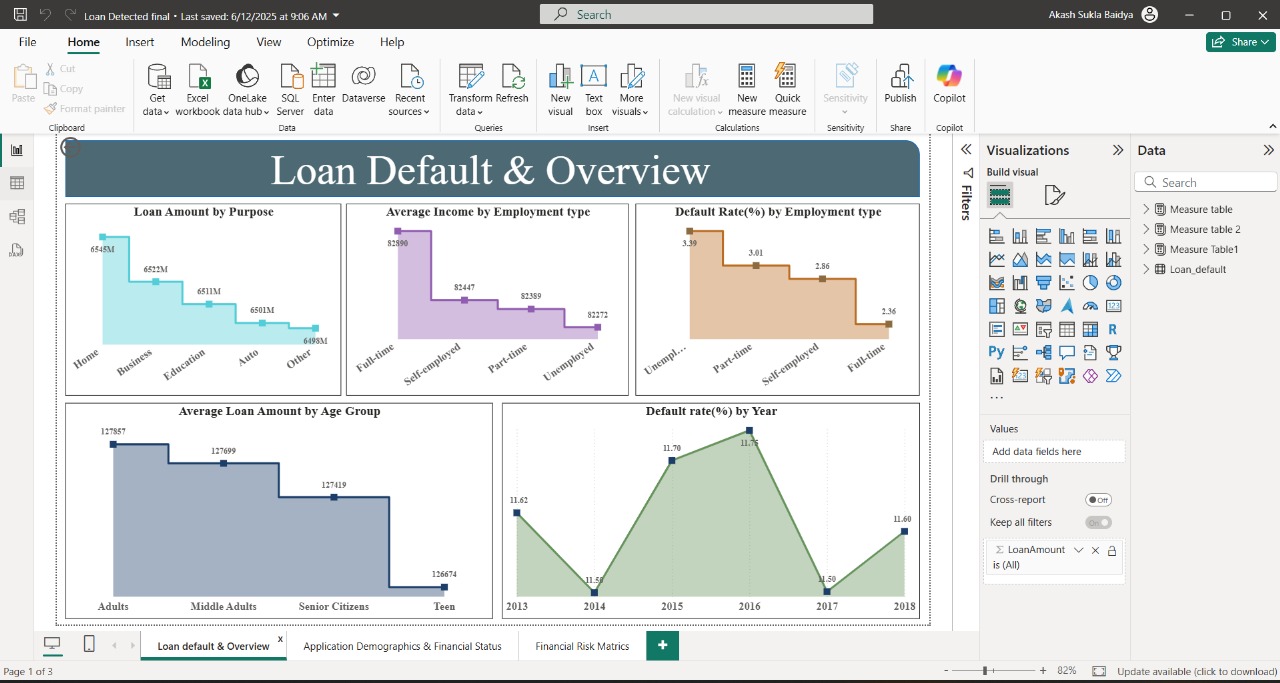 Loan Detected final • Last saved: 6/12/2025 at 9:06 AM
Search
Akash Sukla Baidya
File Home Insert Modeling View Optimize Help
Share
Paste
Cut
Copy
Format painter
Clipboard
Get data
Excel workbook
OneLake data hub
SQL Server
Enter data
Dataverse
Recent sources
Data
Transform data
Refresh
Queries
New visual
Text box
More visuals
Insert
New visual calculation
New measure
Quick measure
Calculations
Sensitivity
Sensitivity
Publish
Share
Copilot
Copilot
Loan Default & Overview
Loan Amount by Purpose
6545M
6522M
6511M
6501M
6498M
Home
Business
Education
Auto
Other
Average Income by Employment type
82890
82447
82389
82272
Full-time
Self-employed
Part-time
Unemployed
Default Rate(%) by Employment type
3.39
3.01
2.86
2.36
Unempl...
Part-time
Self-employed
Full-time
Average Loan Amount by Age Group
127857
127699
127419
126674
Adults
Middle Adults
Senior Citizens
Teen
Default rate(%) by Year
11.62
11.70
11.75
11.50
11.60
2013
2014
2015
2016
2017
2018
Filters
Visualizations
Build visual
123
R
Py
Values
Add data fields here
Drill through
Cross-report
Off
Keep all filters
On
LoanAmount
is (All)
Data
Search
Measure table
Measure table 2
Measure Table1
Loan_default
Loan default & Overview
x
Application Demographics & Financial Status
Financial Risk Matrics
+
Page 1 of 3
- + 82%
Update available (click to download)